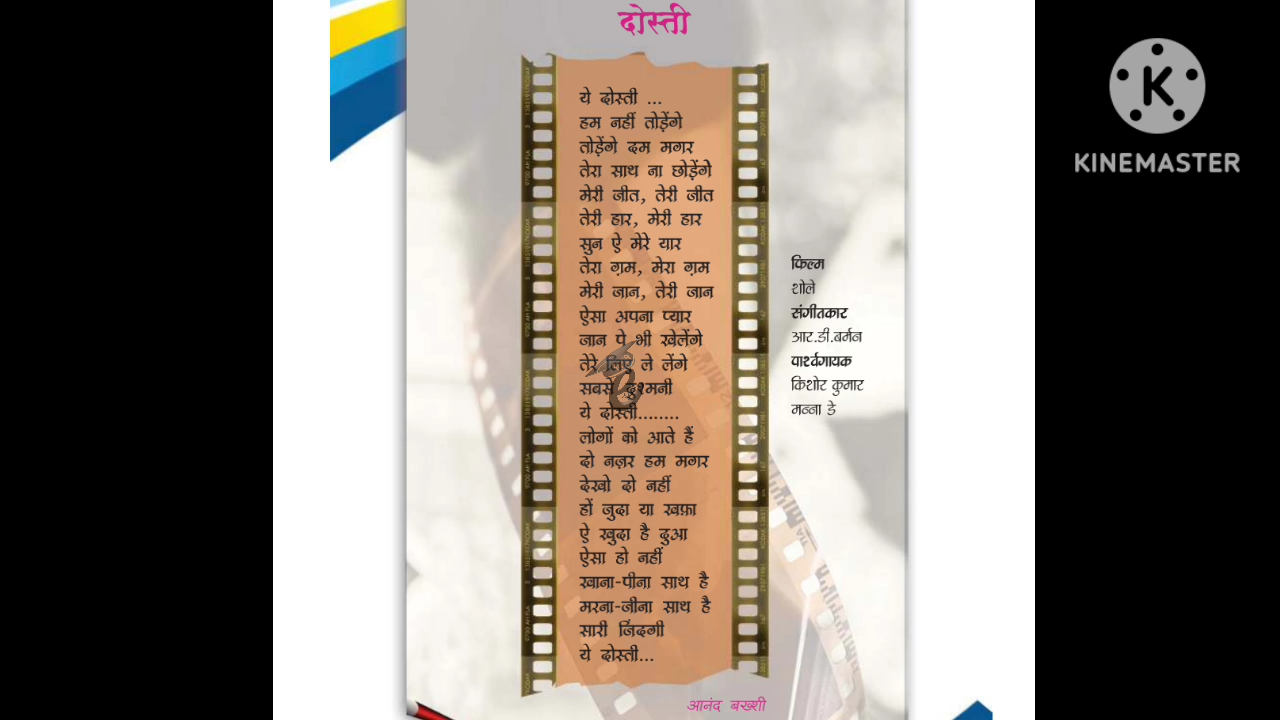 दोस्ती
ये दोस्ती ...
हम नहीं तोड़ेंगे
तोड़ेंगे दम मगर
तेरा साथ ना छोड़ेंगे
मेरी जीत, तेरी जीत
तेरी हार, मेरी हार
सुन ऐ मेरे यार
तेरा ग़म, मेरा ग़म
मेरी जान, तेरी जान
ऐसा अपना प्यार
जान पे भी खेलेंगे
तेरे लिए ले लेंगे
सबसे दुश्मनी
ये दोस्ती........
लोगों को आते हैं
दो नज़र हम मगर
देखो दो नहीं
हों जुदा या खफ़ा
ऐ खुदा है दुआ
ऐसा हो नहीं
खाना-पीना साथ है
मरना-जीना साथ है
सारी जिंदगी
ये दोस्ती...
आनंद बख्शी
फिल्म
शोले
संगीतकार
आर.डी.बर्मन
पार्श्वगायक
किशोर कुमार
मन्ना डे
KINEMASTER